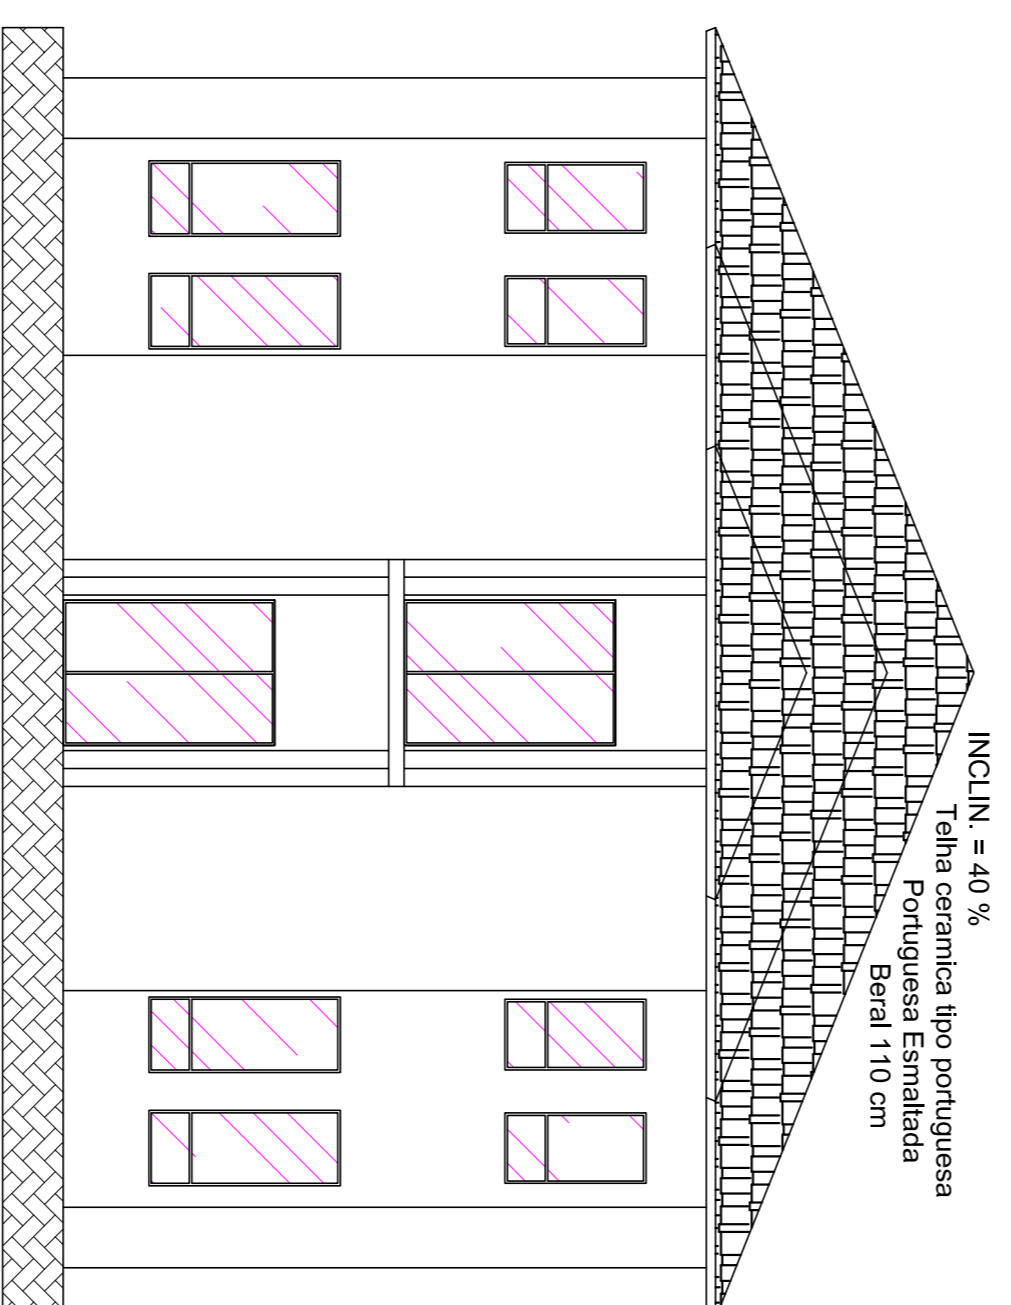 INCLIN. = 40 %
Telha ceramica tipo portuguesa
Portuguesa Esmaltada
Beral 110 cm